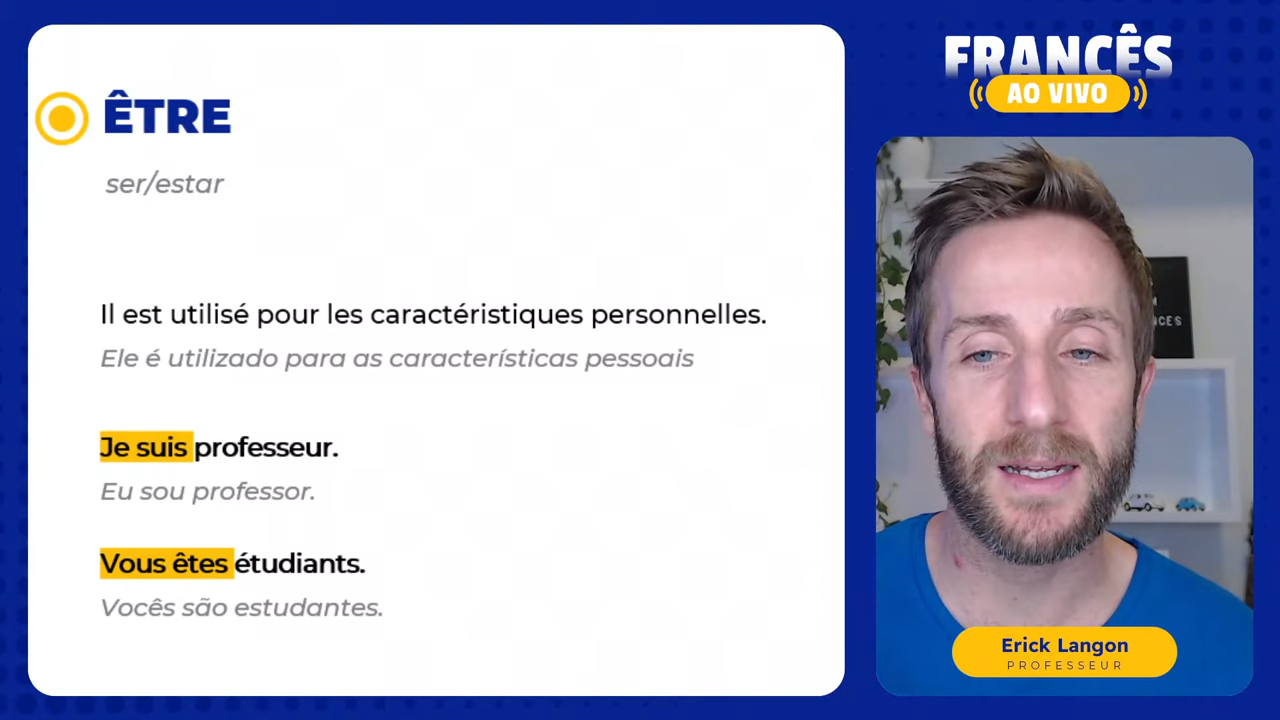 ÊTRE
ser/estar
Il est utilisé pour les caractéristiques personnelles.
Ele é utilizado para as características pessoais
Je suis professeur.
Eu sou professor.
Vous êtes étudiants.
Vocês são estudantes.
FRANCÊS
AO VIVO
Erick Langon
PROFESSEUR